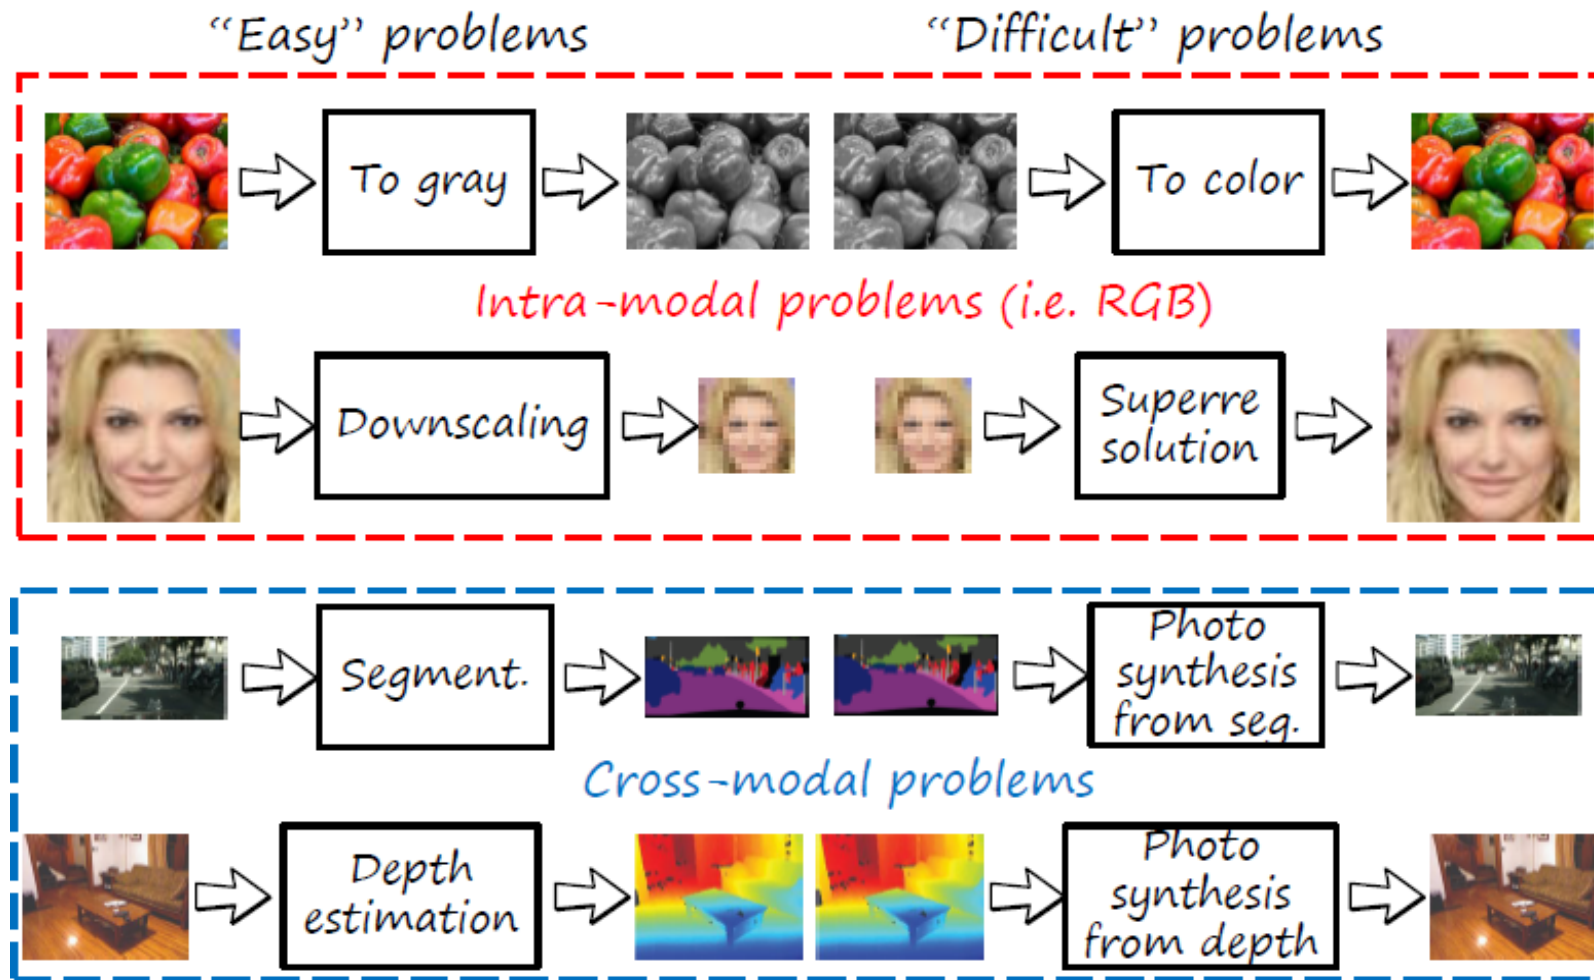 “Easy” problems
“Difficult” problems
To gray
To color
Intra-modal problems (i.e. RGB)
Downscaling
Superre
solution
Segment.
Photo
synthesis
from seg.
Cross-modal problems
Depth
estimation
Photo
synthesis
from depth